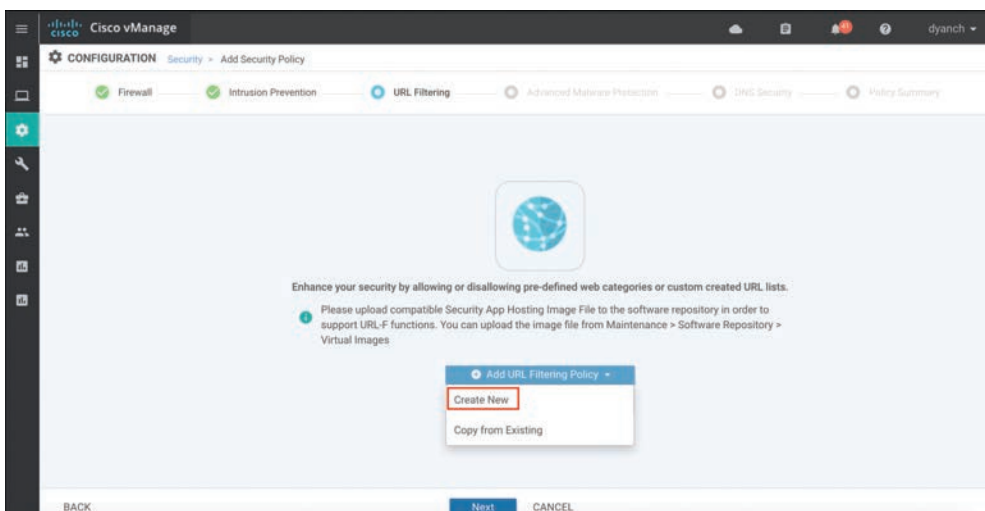 cisco Cisco vManage dyanch
CONFIGURATION Security > Add Security Policy
Firewall Intrusion Prevention URL Filtering Advanced Malware Protection DNS Security Policy Summary
Enhance your security by allowing or disallowing pre-defined web categories or custom created URL lists.
Please upload compatible Security App Hosting Image File to the software repository in order to
support URL-F functions. You can upload the image file from Maintenance > Software Repository >
Virtual Images
Add URL Filtering Policy
Create New
Copy from Existing
BACK Next CANCEL